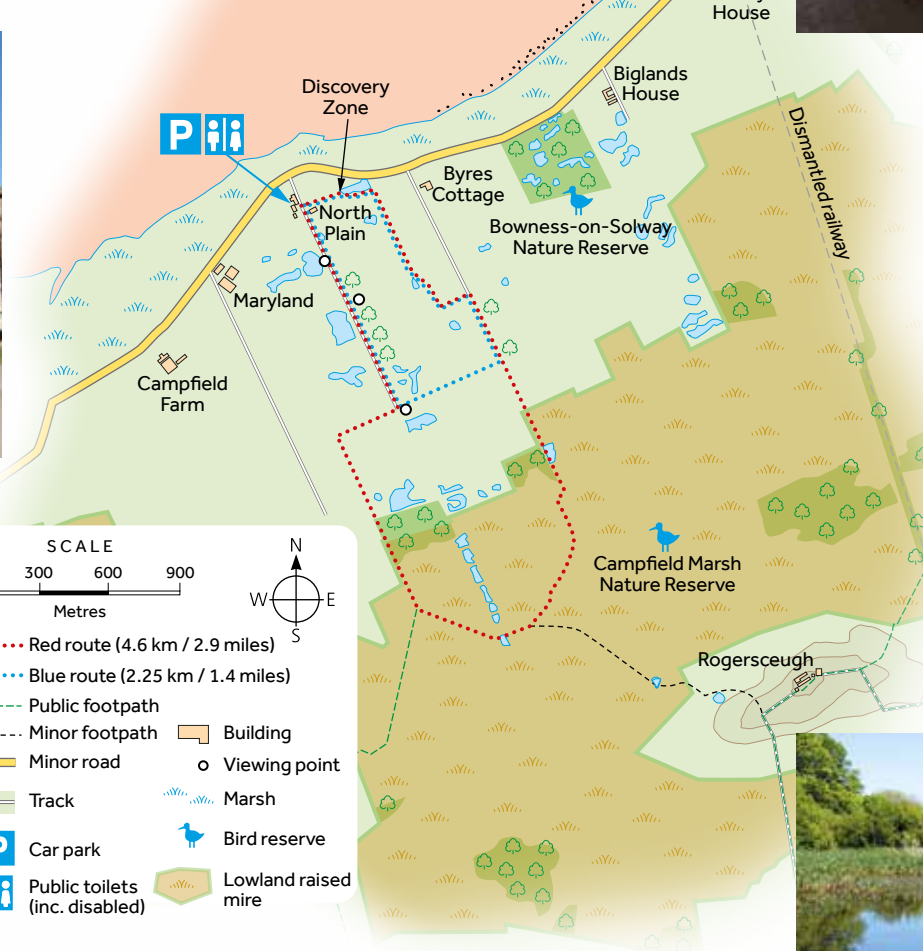 House
Biglands
House
Discovery
Zone
P
Dismantled railway
Byres
Cottage
North
Plain
Bowness-on-Solway
Nature Reserve
Maryland
Campfield
Farm
Campfield Marsh
Nature Reserve
Rogersceugh
SCALE
300 600 900
Metres
N
W E
S
Red route (4.6 km / 2.9 miles)
Blue route (2.25 km / 1.4 miles)
Public footpath
Minor footpath
Building
Minor road
Viewing point
Track
Marsh
Car park
Bird reserve
Public toilets
(inc. disabled)
Lowland raised
mire